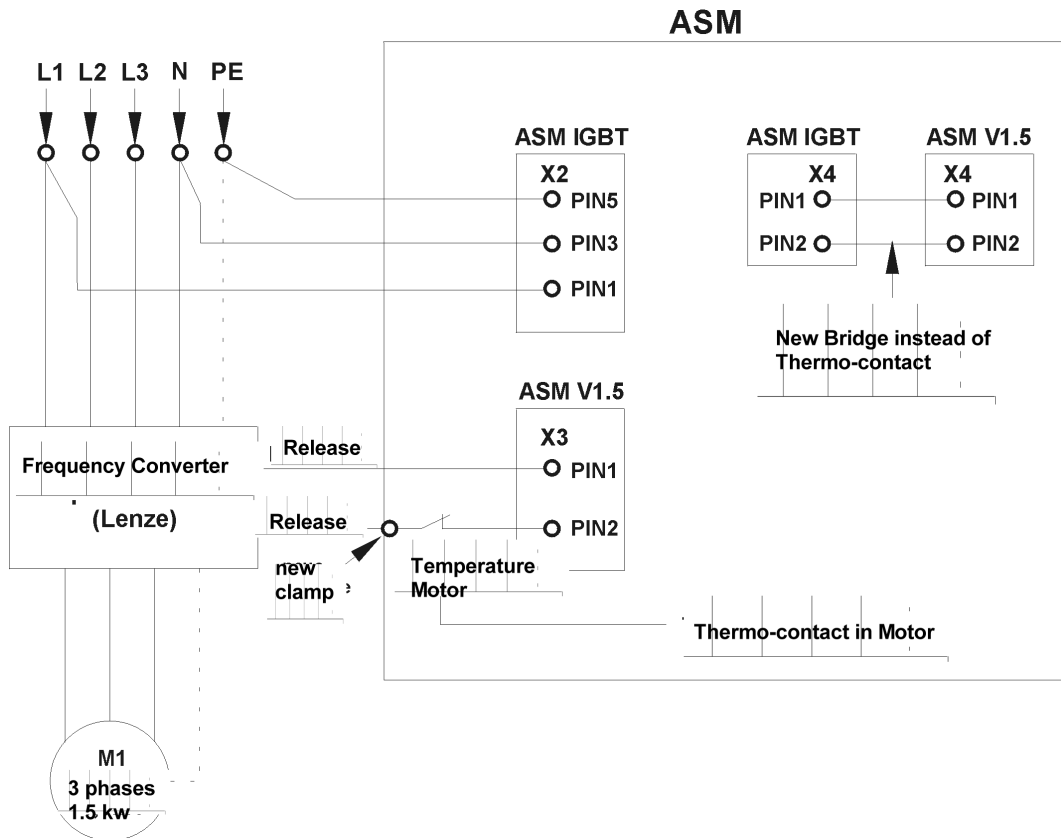 ASM
L1 L2 L3 N PE
ASM IGBT
X2
PIN5
PIN3
PIN1
ASM IGBT
X4
PIN1
PIN2
ASM V1.5
X4
PIN1
PIN2
New Bridge instead of
Thermo-contact
ASM V1.5
X3
PIN1
PIN2
Frequency Converter
(Lenze)
Release
Release
new
clamp
Temperature
Motor
Thermo-contact in Motor
M1
3 phases
1.5 kw